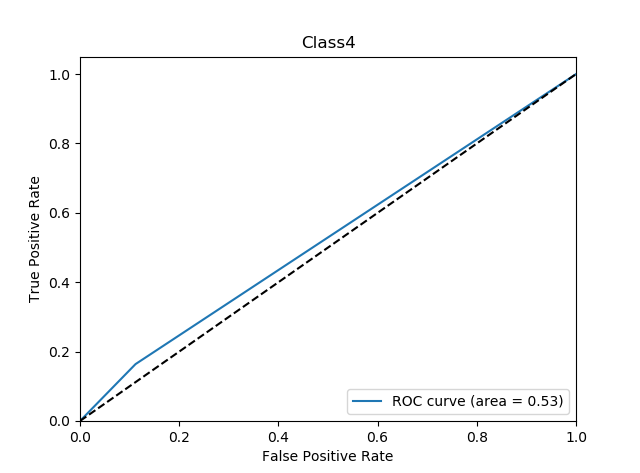 Class4
True Positive Rate
1.0
0.8
0.6
0.4
0.2
0.0
ROC curve (area = 0.53)
0.0 0.2 0.4 0.6 0.8 1.0
False Positive Rate